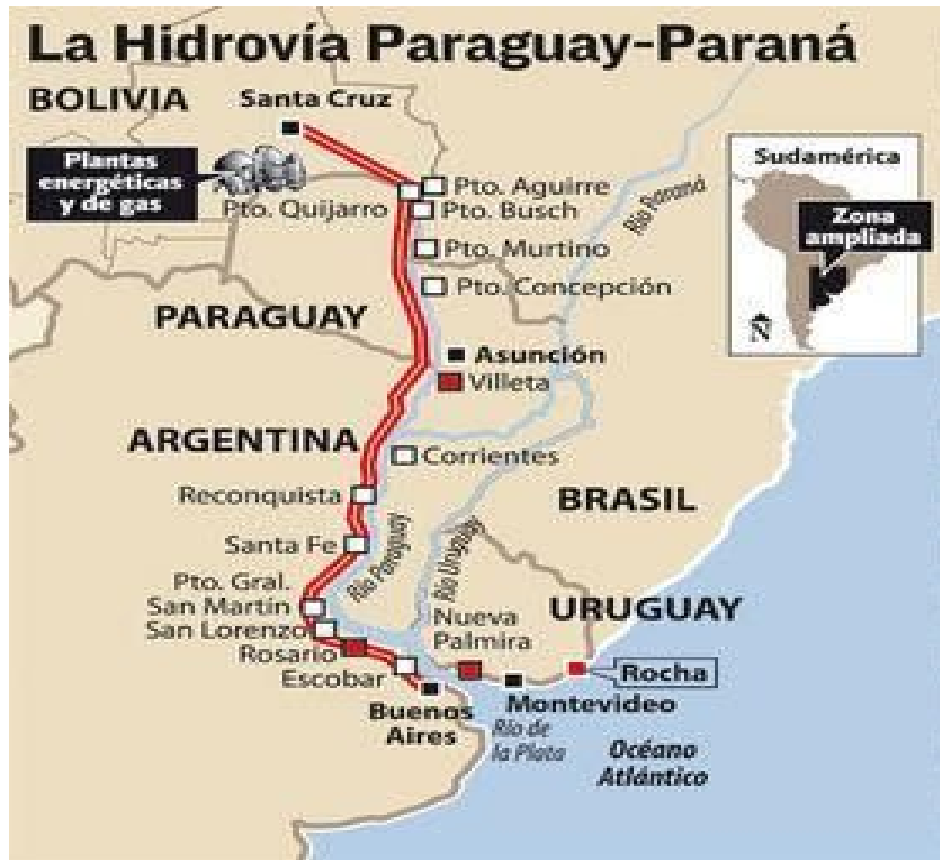 La Hidrovía Paraguay-Paraná
BOLIVIA
Santa Cruz
Plantas
energéticas
y de gas
Pto. Quijarro
Pto. Aguirre
Pto. Busch
Pto. Murtino
Pto. Concepción
Río Paraná
Sudamérica
Zona
ampliada
N
PARAGUAY
Asunción
Villeta
ARGENTINA
Corrientes
Reconquista
BRASIL
Santa Fe
Río Paraguay
Río Uruguay
Pto. Gral.
San Martín
San Lorenzo
Rosario
Escobar
Nueva
Palmira
URUGUAY
Rocha
Buenos
Aires
Montevideo
Río de
la Plata
Océano
Atlántico